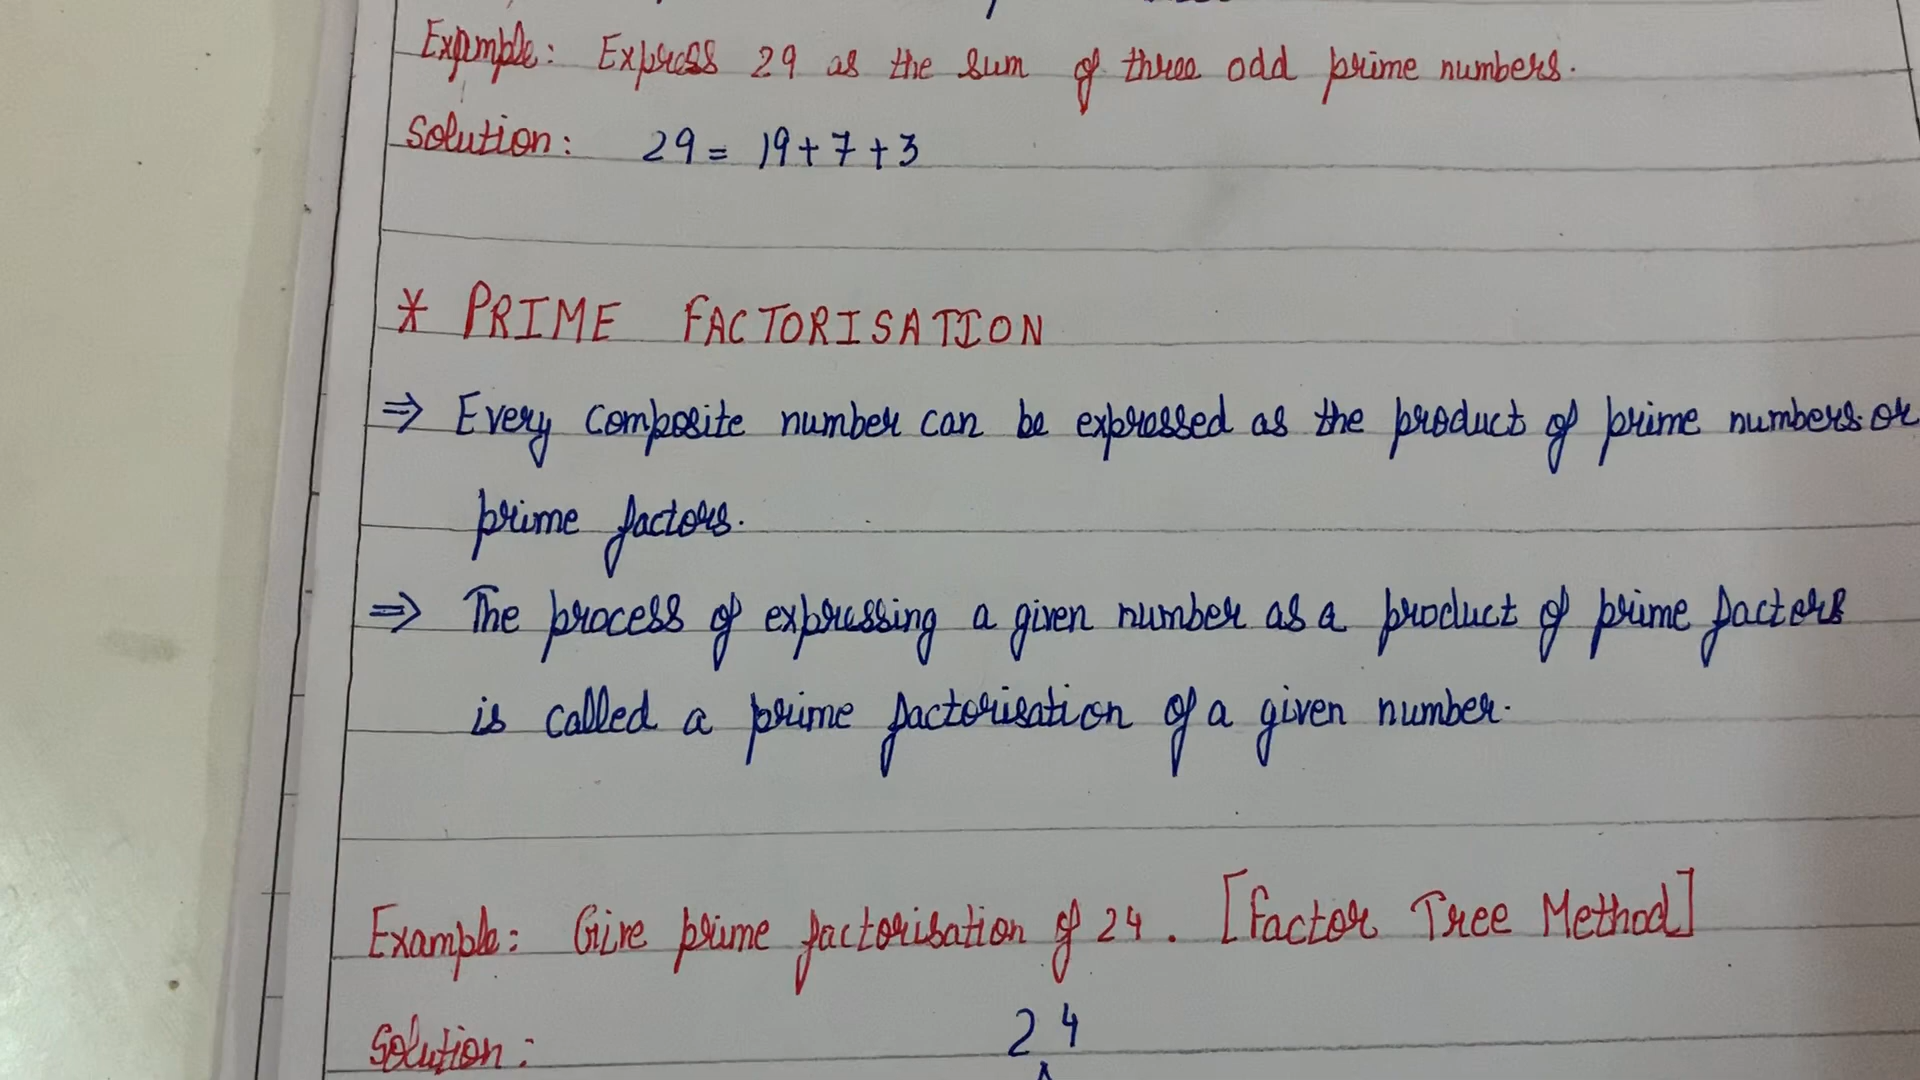 Example: Express 29 as the sum of three odd prime numbers.
Solution: 29 = 19 + 7 + 3
* PRIME FACTORISATION
⇒ Every composite number can be expressed as the product of prime numbers or
prime factors.
⇒ The process of expressing a given number as a product of prime factors
is called a prime factorisation of a given number.
Example: Give prime factorisation of 24. [Factor Tree Method]
Solution: 24